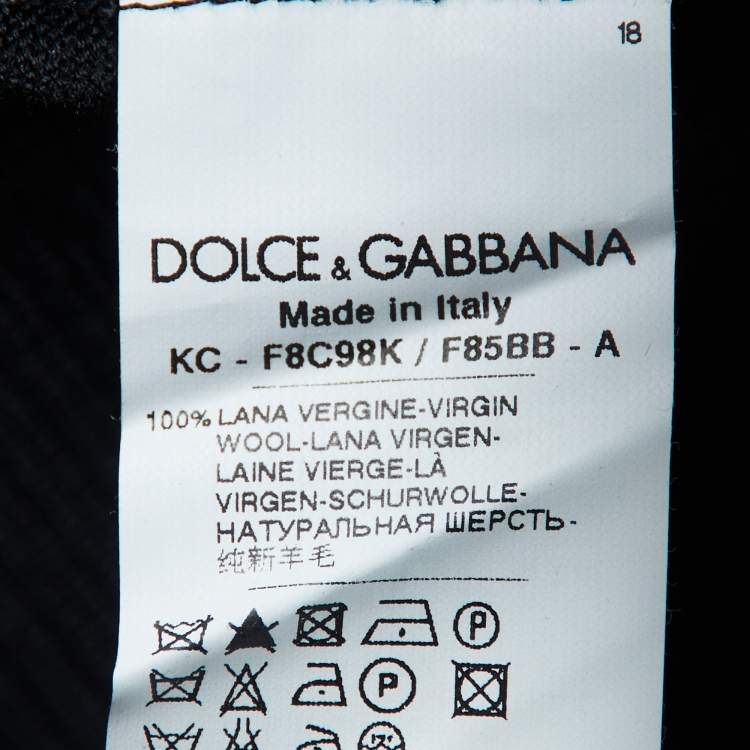 18
DOLCE & GABBANA
Made in Italy
KC - F8C98K / F85BB - A
100% LANA VERGINE-VIRGIN
WOOL-LANA VIRGEN-
LAINE VIERGE-LÀ
VIRGEN-SCHURWOLLE-
НАТУРАЛЬНАЯ ШЕРСТЬ-
纯新羊毛
P
P